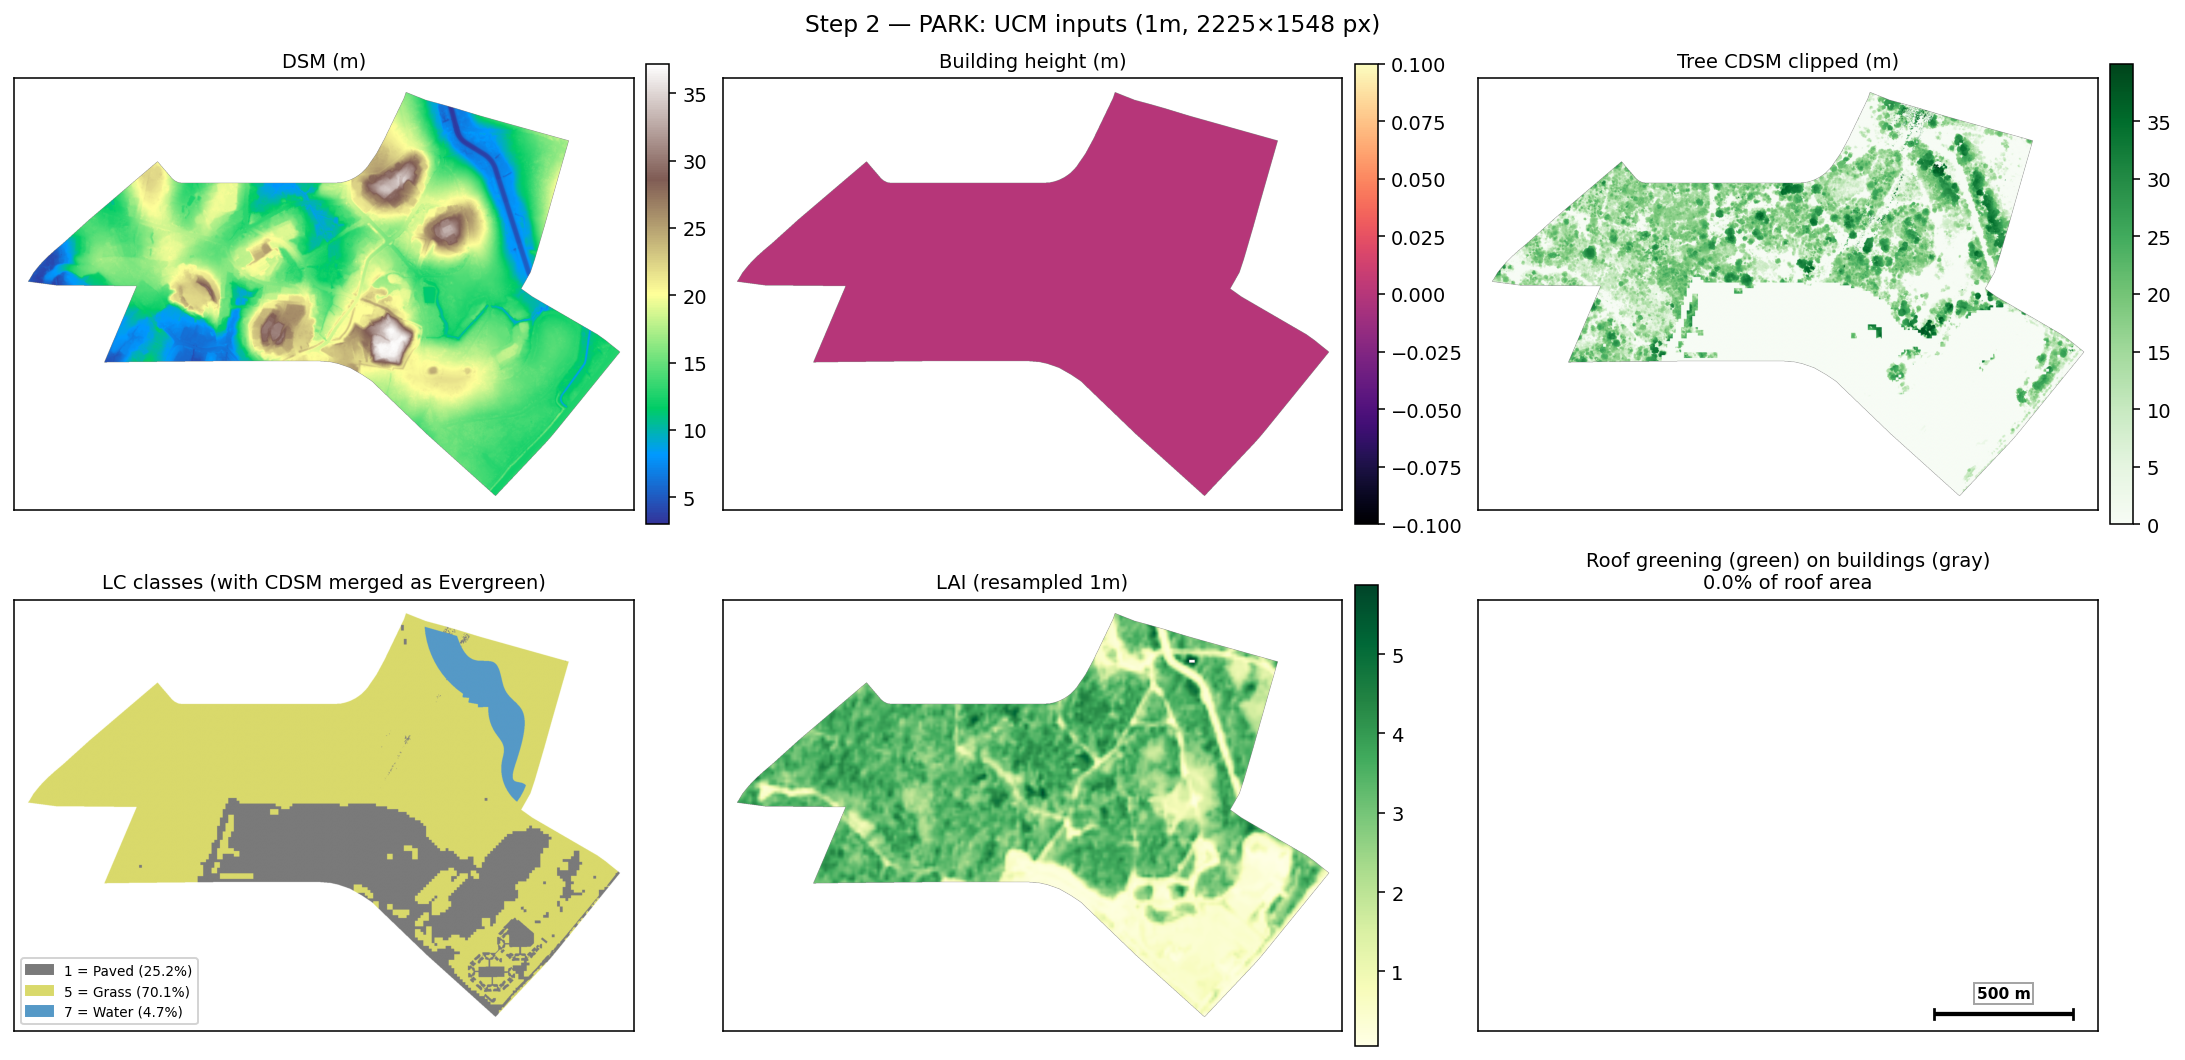 Step 2 — PARK: UCM inputs (1m, 2225×1548 px)
DSM (m)
35
30
25
20
15
10
5
Building height (m)
0.100
0.075
0.050
0.025
0.000
−0.025
−0.050
−0.075
−0.100
Tree CDSM clipped (m)
35
30
25
20
15
10
5
0
LC classes (with CDSM merged as Evergreen)
1 = Paved (25.2%)
5 = Grass (70.1%)
7 = Water (4.7%)
LAI (resampled 1m)
5
4
3
2
1
Roof greening (green) on buildings (gray)
0.0% of roof area
500 m